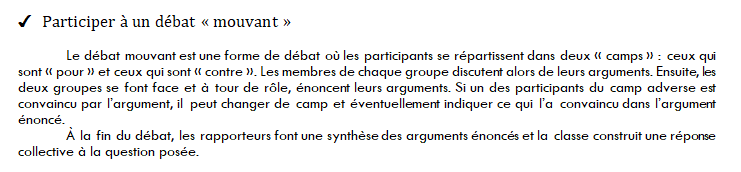 ✓ Participer à un débat « mouvant »
Le débat mouvant est une forme de débat où les participants se répartissent dans deux « camps » : ceux qui
sont « pour » et ceux qui sont « contre ». Les membres de chaque groupe discutent alors de leurs arguments. Ensuite, les
deux groupes se font face et à tour de rôle, énoncent leurs arguments. Si un des participants du camp adverse est
convaincu par l'argument, il peut changer de camp et éventuellement indiquer ce qui l'a convaincu dans l'argument
énoncé.
À la fin du débat, les rapporteurs font une synthèse des arguments énoncés et la classe construit une réponse
collective à la question posée.